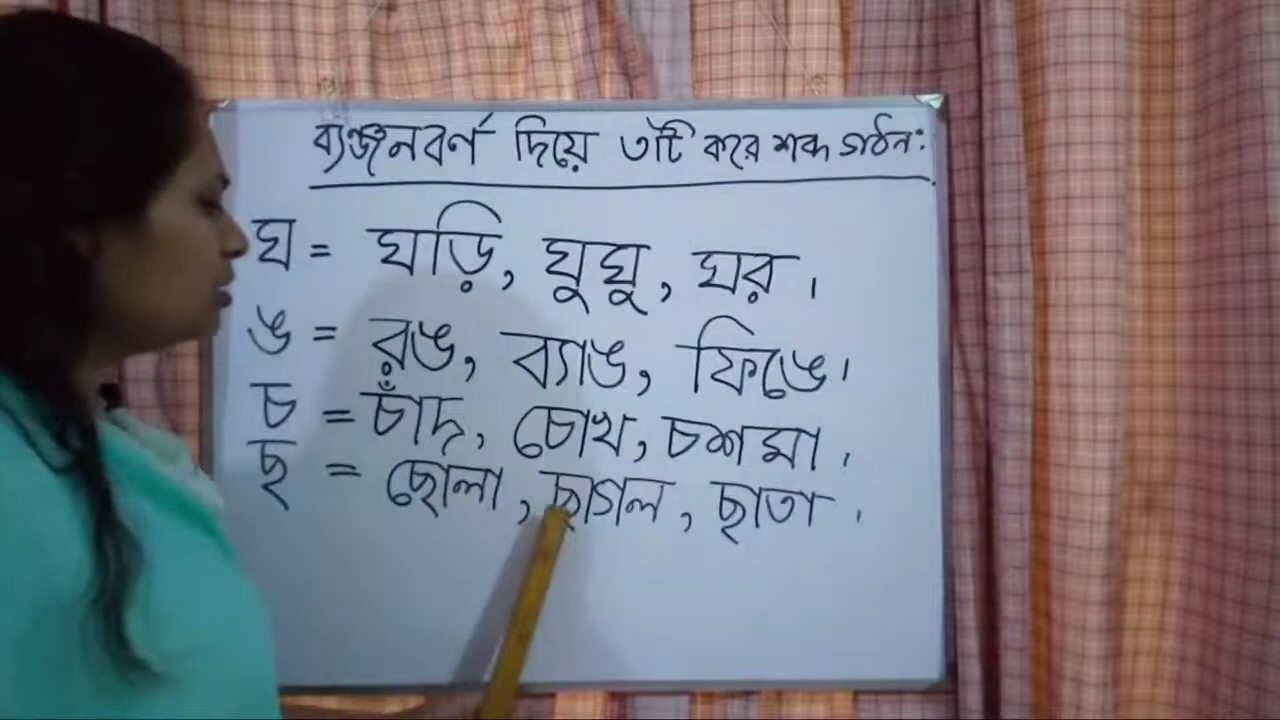 ব্যঞ্জনবর্ণ দিয়ে ৩টি করে শব্দ গঠন:
ঘ = ঘড়ি, ঘুঘু, ঘর।
ঙ = রঙ, ব্যাঙ, ফিঙে।
চ = চাঁদ, চোখ, চশমা।
ছ = ছোলা, ছাগল, ছাতা।